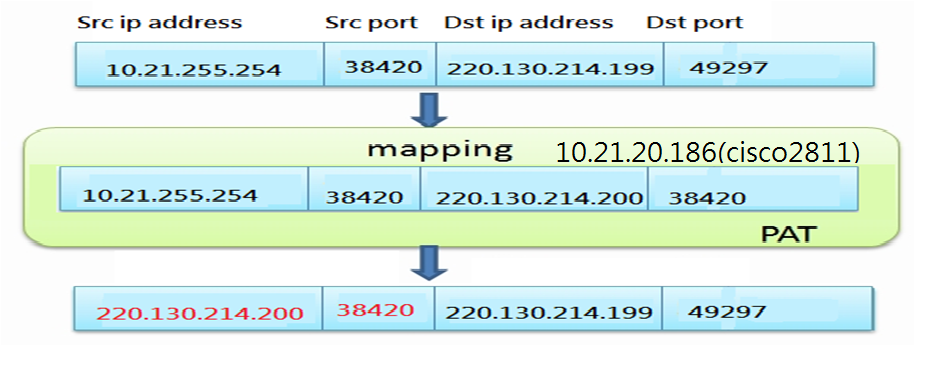 Src ip address Src port Dst ip address Dst port
10.21.255.254 38420 220.130.214.199 49297
mapping 10.21.20.186(cisco2811)
10.21.255.254 38420 220.130.214.200 38420
PAT
220.130.214.200 38420 220.130.214.199 49297